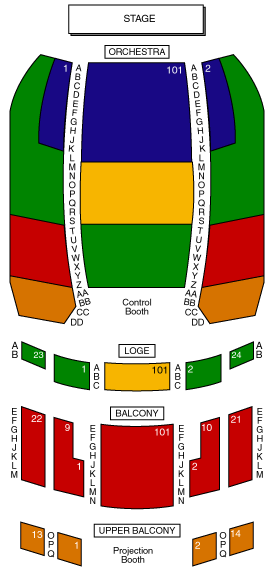 STAGE
ORCHESTRA
1 101 2
A A
B B
C C
D D
E E
F F
G G
H H
J J
K K
L L
M M
N N
O O
P P
Q Q
R R
S S
T T
U U
V V
W W
X X
Y Y
Z Z
AA AA
BB BB
CC CC
DD DD
Control
Booth
LOGE
A A
B B
23 1 101 2 24
A A
B B
C C
BALCONY
22 9 101 10 21
1 2
E E E E
F F F F
G G G G
H H H H
J J J J
K K K K
L L L L
M M M M
N N
UPPER BALCONY
13 1 2 14
O O
P P
Q Q
Projection
Booth